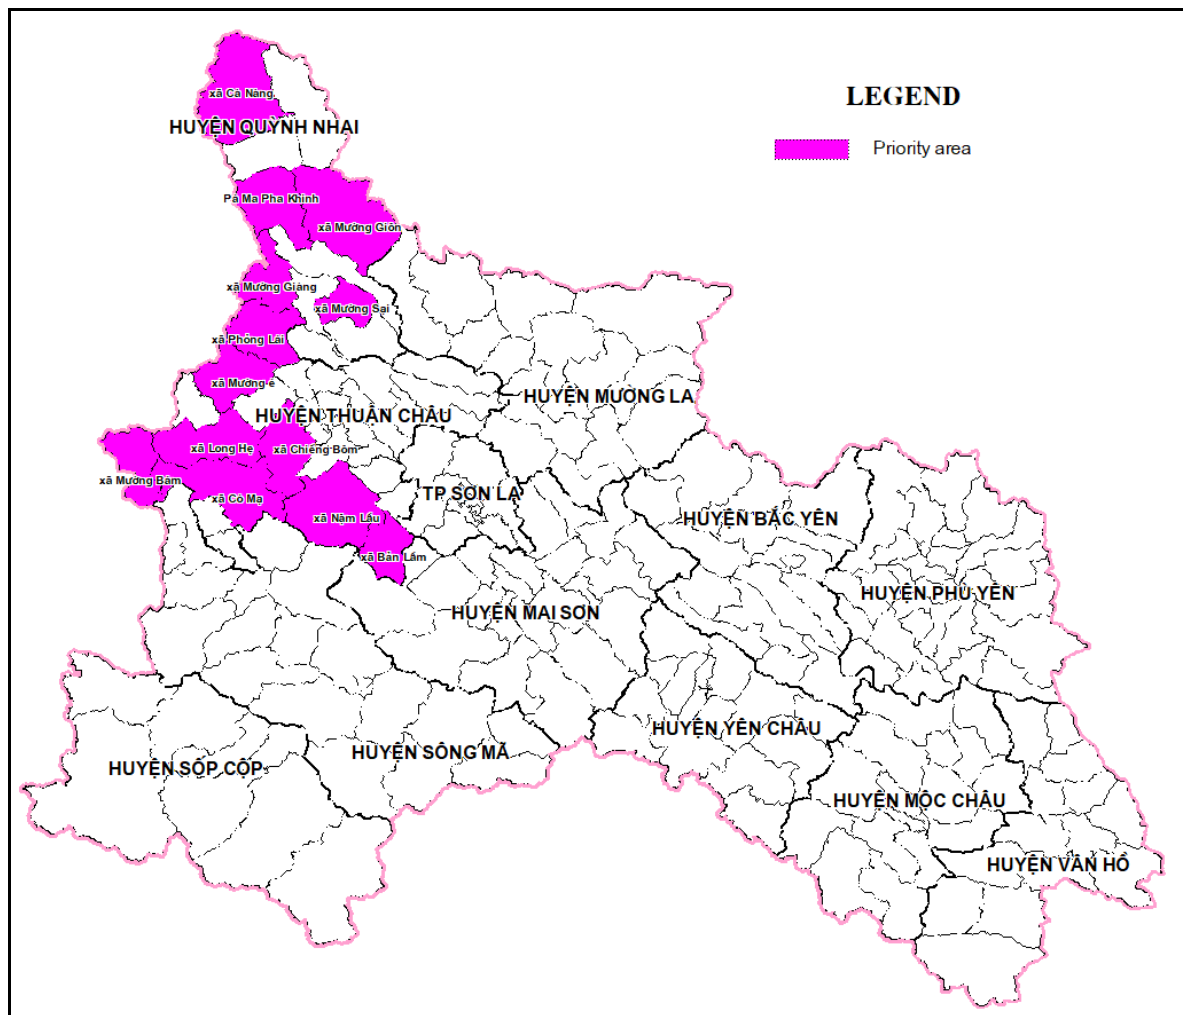 LEGEND
Priority area
xã Cà Nàng
HUYỆN QUỲNH NHAI
Pá Ma Pha Khinh
xã Mường Giôn
xã Mường Giàng
xã Mường Sại
xã Phỏng Lái
xã Mường é
HUYỆN MƯỜNG LA
HUYỆN THUẬN CHÂU
xã Long Hẹ
xã Chiềng Bôm
xã Mường Bám
xã Co Mạ
TP SƠN LA
xã Nậm Lầu
HUYỆN BẮC YÊN
xã Bản Lầm
HUYỆN PHÙ YÊN
HUYỆN MAI SƠN
HUYỆN YÊN CHÂU
HUYỆN SÔNG MÃ
HUYỆN SỐP CỘP
HUYỆN MỘC CHÂU
HUYỆN VÂN HỒ